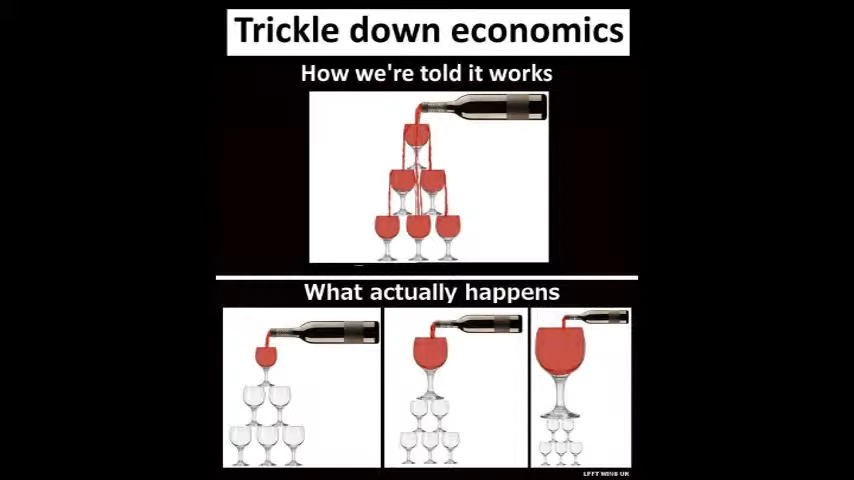 Trickle down economics
How we're told it works
What actually happens
LEFT WING UK